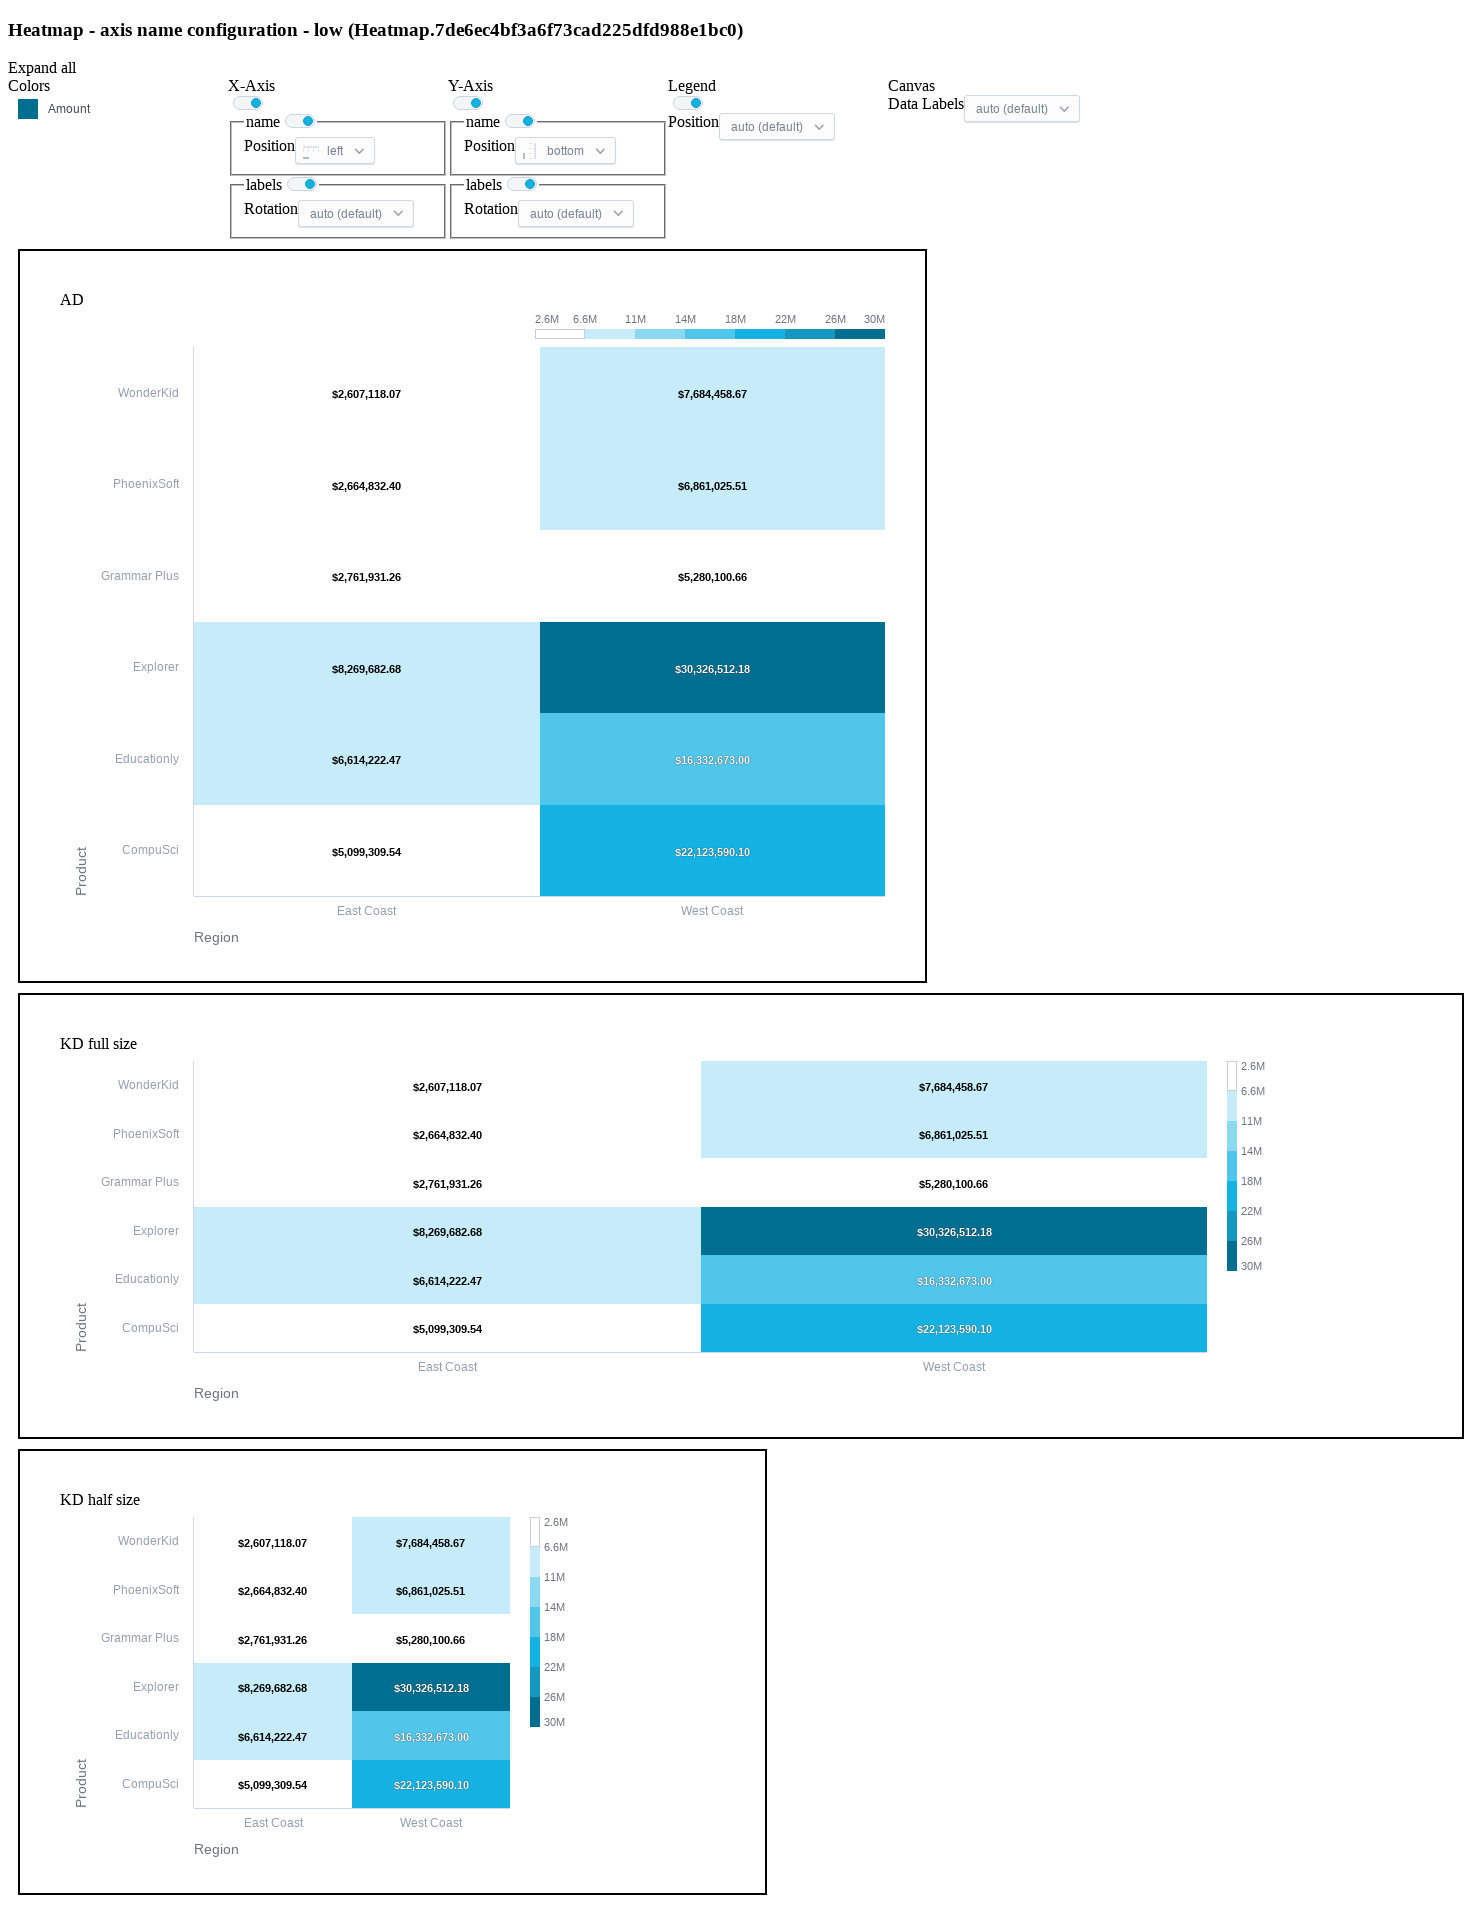 Heatmap - axis name configuration - low (Heatmap.7de6ec4bf3a6f73cad225dfd988e1bc0)
Expand all
Colors
Amount
X-Axis
name
Position left
labels
Rotation auto (default)
Y-Axis
name
Position bottom
labels
Rotation auto (default)
Legend
Position auto (default)
Canvas
Data Labels auto (default)
AD
2.6M 6.6M 11M 14M 18M 22M 26M 30M
WonderKid $2,607,118.07 $7,684,458.67
PhoenixSoft $2,664,832.40 $6,861,025.51
Grammar Plus $2,761,931.26 $5,280,100.66
Explorer $8,269,682.68 $30,326,512.18
Educationly $6,614,222.47 $16,332,673.00
CompuSci $5,099,309.54 $22,123,590.10
Product
East Coast West Coast
Region
KD full size
WonderKid $2,607,118.07 $7,684,458.67
PhoenixSoft $2,664,832.40 $6,861,025.51
Grammar Plus $2,761,931.26 $5,280,100.66
Explorer $8,269,682.68 $30,326,512.18
Educationly $6,614,222.47 $16,332,673.00
CompuSci $5,099,309.54 $22,123,590.10
Product
East Coast West Coast
Region
2.6M
6.6M
11M
14M
18M
22M
26M
30M
KD half size
WonderKid $2,607,118.07 $7,684,458.67
PhoenixSoft $2,664,832.40 $6,861,025.51
Grammar Plus $2,761,931.26 $5,280,100.66
Explorer $8,269,682.68 $30,326,512.18
Educationly $6,614,222.47 $16,332,673.00
CompuSci $5,099,309.54 $22,123,590.10
Product
East Coast West Coast
Region
2.6M
6.6M
11M
14M
18M
22M
26M
30M